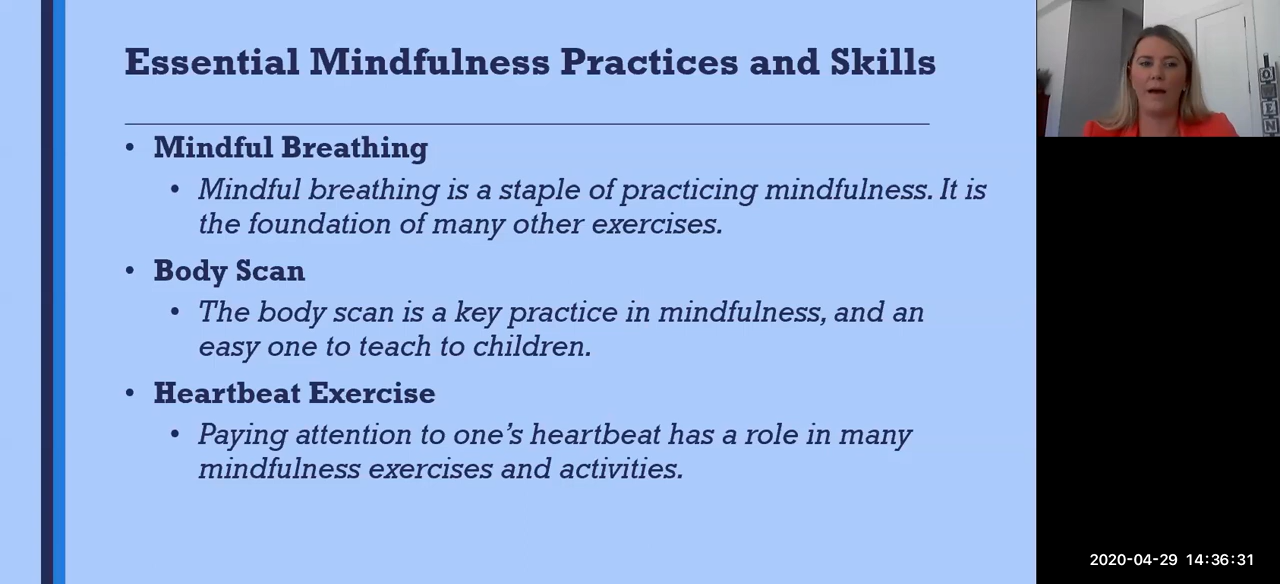 Essential Mindfulness Practices and Skills
• Mindful Breathing
• Mindful breathing is a staple of practicing mindfulness. It is
the foundation of many other exercises.
• Body Scan
• The body scan is a key practice in mindfulness, and an
easy one to teach to children.
• Heartbeat Exercise
• Paying attention to one’s heartbeat has a role in many
mindfulness exercises and activities.
OWEN
2020-04-29 14:36:31